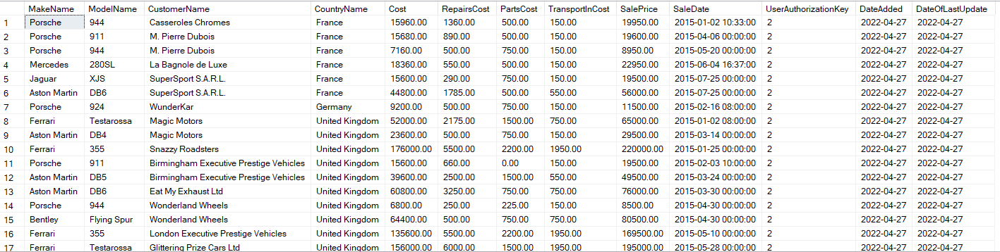 MakeName ModelName CustomerName CountryName Cost RepairsCost PartsCost TransportInCost SalePrice SaleDate UserAuthorizationKey DateAdded DateOfLastUpdate
1 Porsche 944 Casseroles Chromes France 15960.00 1360.00 500.00 150.00 19950.00 2015-01-02 10:33:00 2 2022-04-27 2022-04-27
2 Porsche 911 M. Pierre Dubois France 15680.00 890.00 500.00 150.00 19600.00 2015-04-06 00:00:00 2 2022-04-27 2022-04-27
3 Porsche 944 M. Pierre Dubois France 7160.00 500.00 750.00 150.00 8950.00 2015-05-20 00:00:00 2 2022-04-27 2022-04-27
4 Mercedes 280SL La Bagnole de Luxe France 18360.00 550.00 500.00 150.00 22950.00 2015-06-04 16:37:00 2 2022-04-27 2022-04-27
5 Jaguar XJS SuperSport S.A.R.L. France 15600.00 290.00 750.00 150.00 19500.00 2015-07-25 00:00:00 2 2022-04-27 2022-04-27
6 Aston Martin DB6 SuperSport S.A.R.L. France 44800.00 1785.00 500.00 550.00 56000.00 2015-07-25 00:00:00 2 2022-04-27 2022-04-27
7 Porsche 924 WunderKar Germany 9200.00 500.00 750.00 150.00 11500.00 2015-02-16 08:00:00 2 2022-04-27 2022-04-27
8 Ferrari Testarossa Magic Motors United Kingdom 52000.00 2175.00 1500.00 750.00 65000.00 2015-01-02 08:00:00 2 2022-04-27 2022-04-27
9 Aston Martin DB4 Magic Motors United Kingdom 23600.00 500.00 750.00 150.00 29500.00 2015-03-14 00:00:00 2 2022-04-27 2022-04-27
10 Ferrari 355 Snazzy Roadsters United Kingdom 176000.00 5500.00 2200.00 1950.00 220000.00 2015-01-25 00:00:00 2 2022-04-27 2022-04-27
11 Porsche 911 Birmingham Executive Prestige Vehicles United Kingdom 15600.00 660.00 0.00 150.00 19500.00 2015-02-03 10:00:00 2 2022-04-27 2022-04-27
12 Aston Martin DB5 Birmingham Executive Prestige Vehicles United Kingdom 39600.00 2500.00 1500.00 550.00 49500.00 2015-03-24 00:00:00 2 2022-04-27 2022-04-27
13 Aston Martin DB6 Eat My Exhaust Ltd United Kingdom 60800.00 3250.00 750.00 750.00 76000.00 2015-03-30 00:00:00 2 2022-04-27 2022-04-27
14 Porsche 944 Wonderland Wheels United Kingdom 6800.00 250.00 225.00 150.00 8500.00 2015-04-30 00:00:00 2 2022-04-27 2022-04-27
15 Bentley Flying Spur Wonderland Wheels United Kingdom 64400.00 500.00 750.00 750.00 80500.00 2015-04-30 00:00:00 2 2022-04-27 2022-04-27
16 Ferrari 355 London Executive Prestige Vehicles United Kingdom 135600.00 5500.00 2200.00 1950.00 169500.00 2015-05-10 00:00:00 2 2022-04-27 2022-04-27
17 Ferrari Testarossa Glittering Prize Cars Ltd United Kingdom 156000.00 6000.00 1500.00 1950.00 195000.00 2015-05-28 00:00:00 2 2022-04-27 2022-04-27